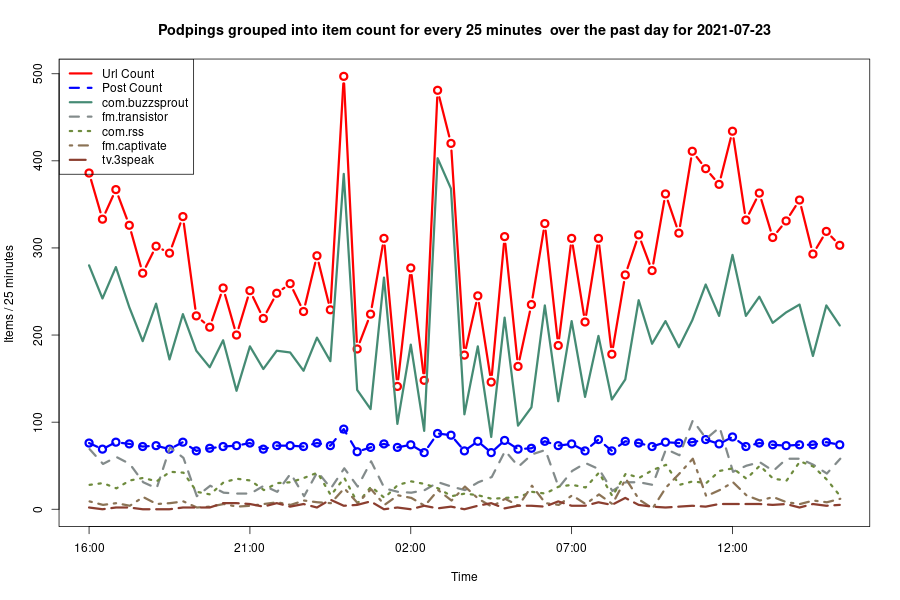 Podpings grouped into item count for every 25 minutes  over the past day for 2021-07-23
Url Count
Post Count
com.buzzsprout
fm.transistor
com.rss
fm.captivate
tv.3speak
Items / 25 minutes
500
400
300
200
100
0
16:00
21:00
02:00
07:00
12:00
Time